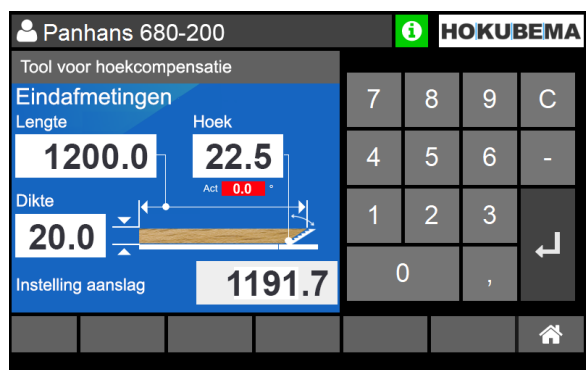 Panhans 680-200
i
HOKUBEMA
Tool voor hoekcompensatie
Eindafmetingen
Lengte
Hoek
1200.0
22.5
Act 0.0 °
Dikte
20.0
Instelling aanslag
1191.7
7 8 9 C
4 5 6 -
1 2 3
0 ,